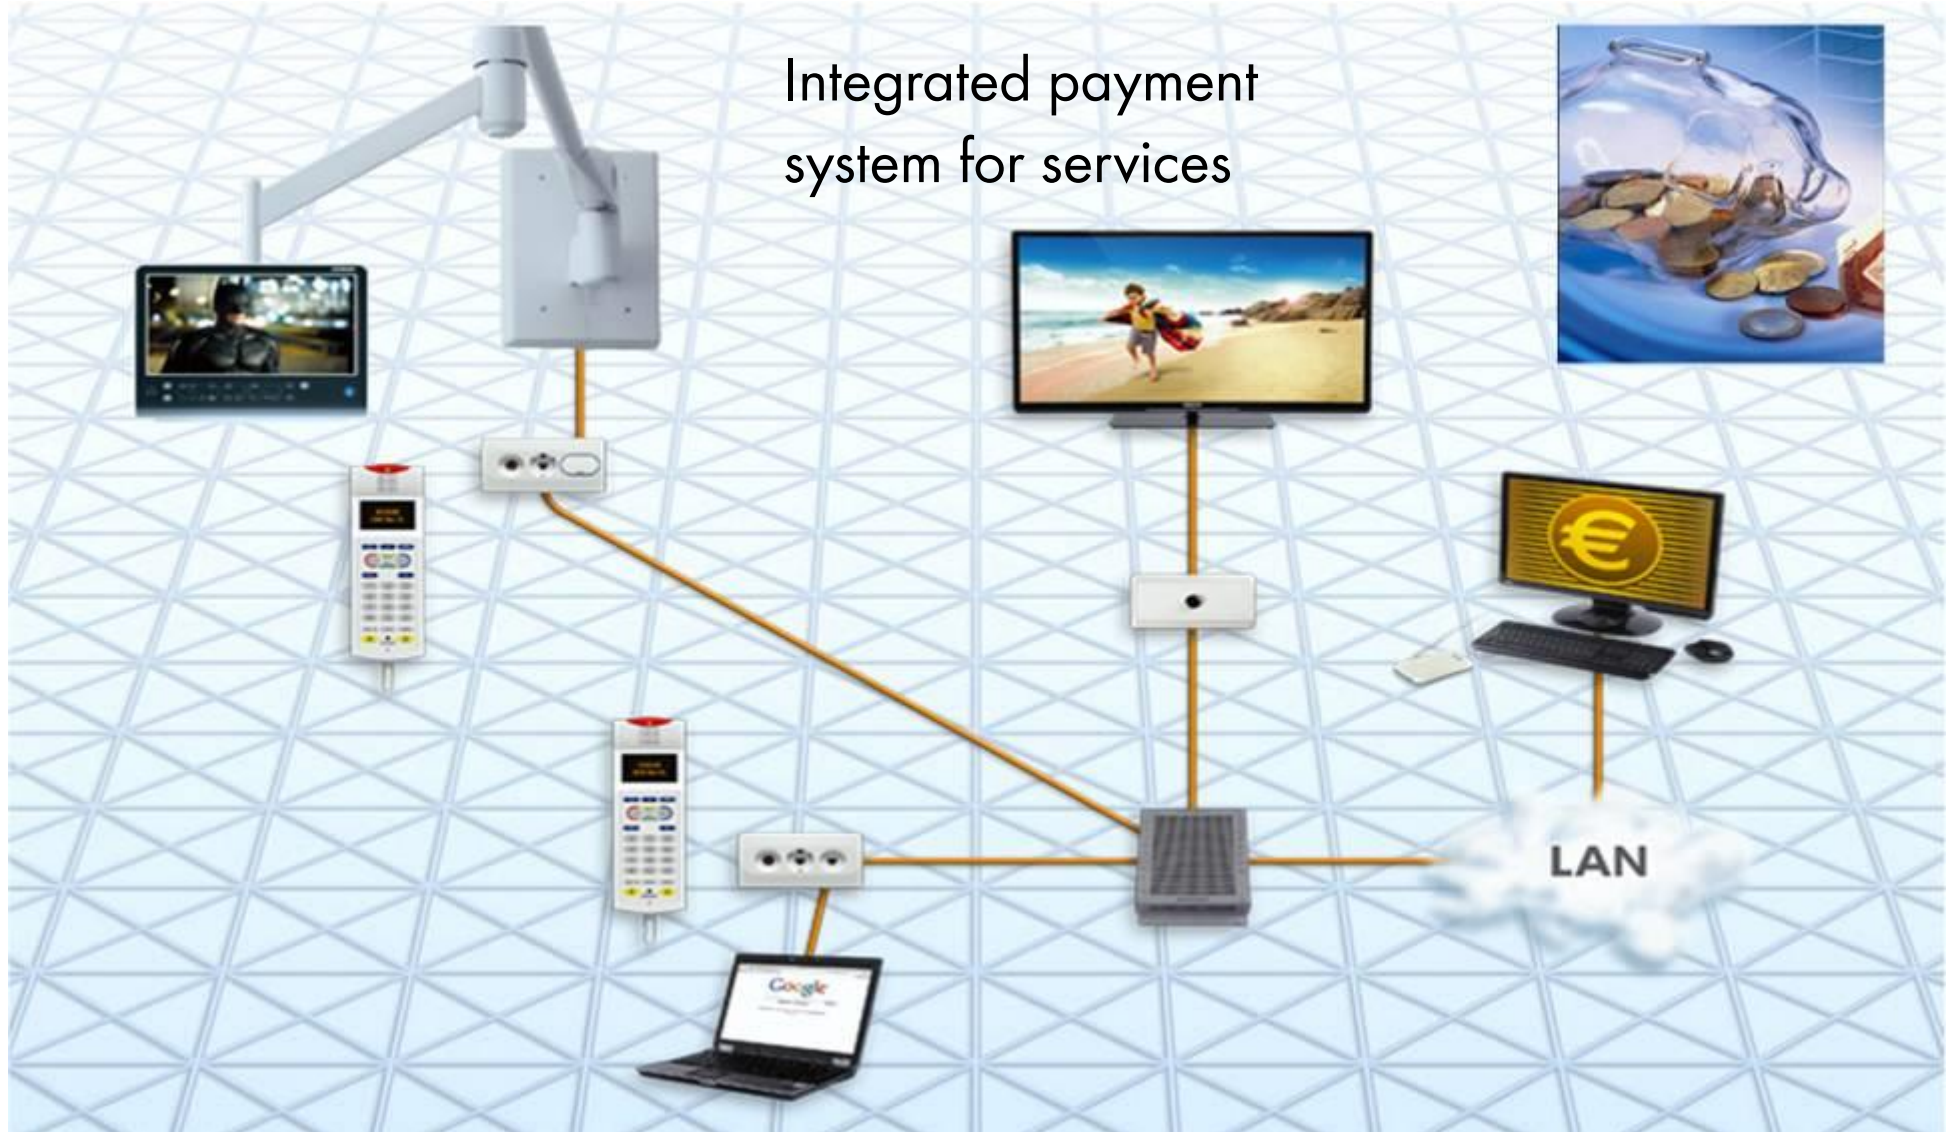 Integrated payment
system for services
€
LAN
Google